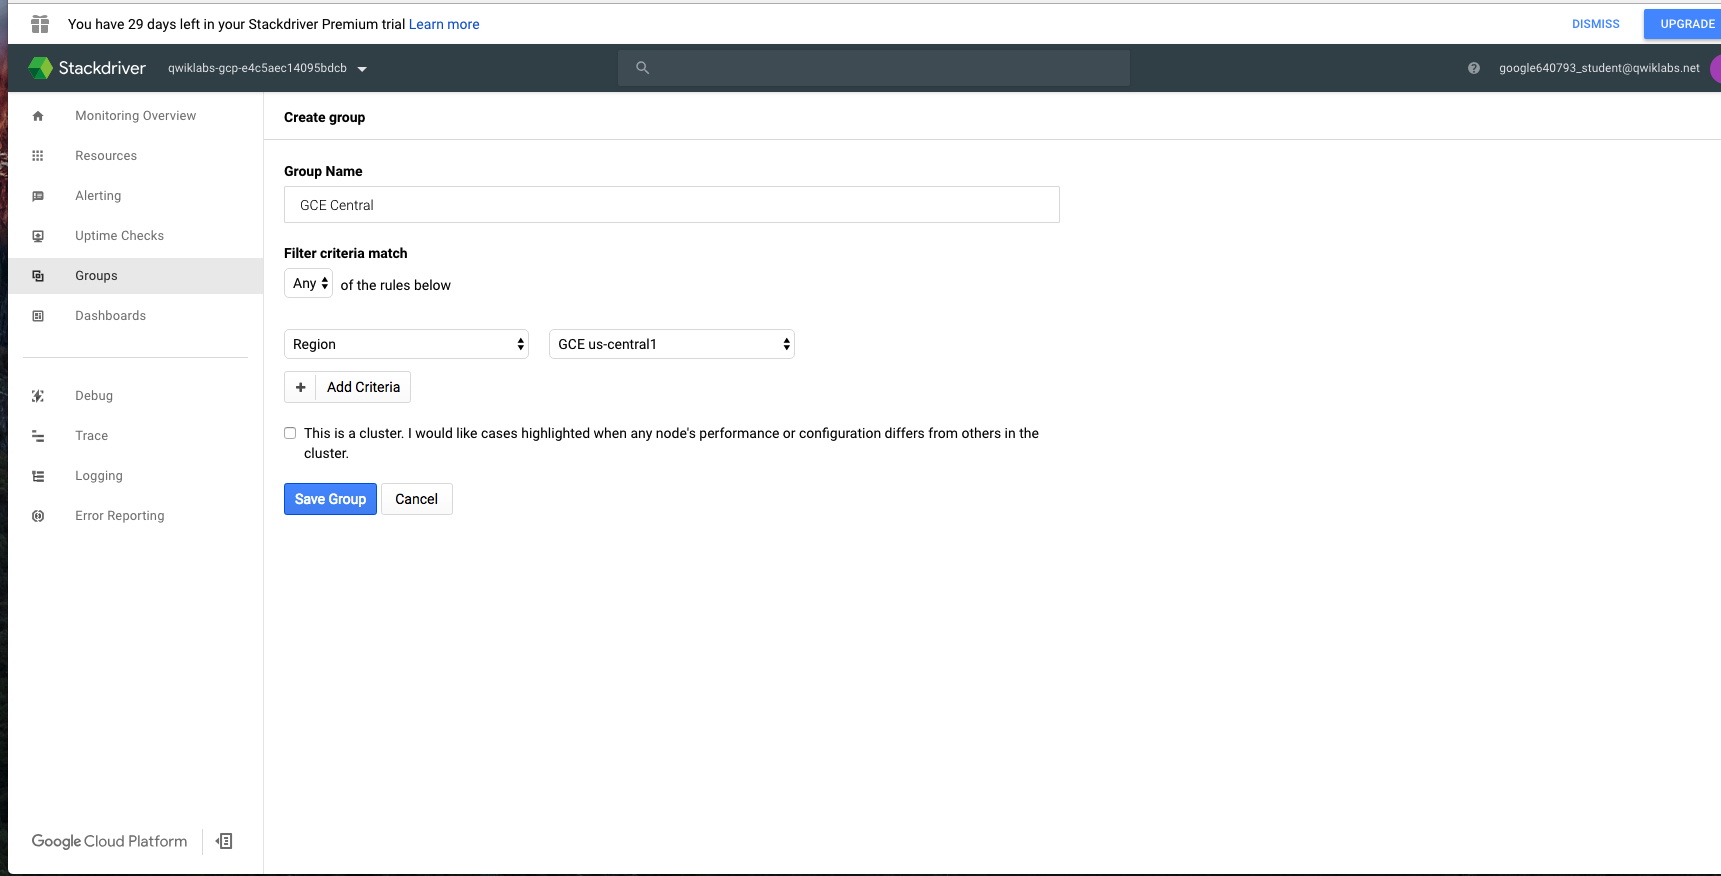 You have 29 days left in your Stackdriver Premium trial Learn more
DISMISS
UPGRADE
Stackdriver
qwiklabs-gcp-e4c5aec14095bdcb
google640793_student@qwiklabs.net
Monitoring Overview
Resources
Alerting
Uptime Checks
Groups
Dashboards
Debug
Trace
Logging
Error Reporting
Google Cloud Platform
Create group
Group Name
GCE Central
Filter criteria match
Any of the rules below
Region
GCE us-central1
+ Add Criteria
This is a cluster. I would like cases highlighted when any node's performance or configuration differs from others in the
cluster.
Save Group
Cancel